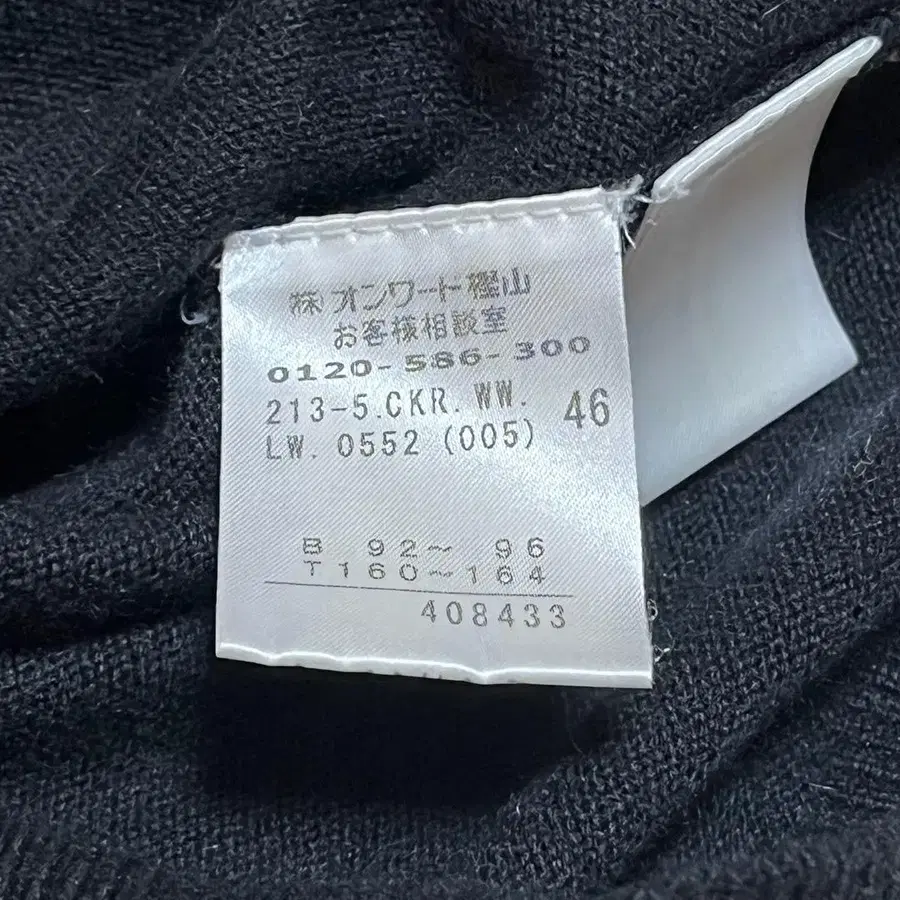 ㈱オンワード樫山
お客様相談室
0120-586-300
213-5.CKR.WW. 46
LW. 0552 (005)
B 92~ 96
T160~164
408433